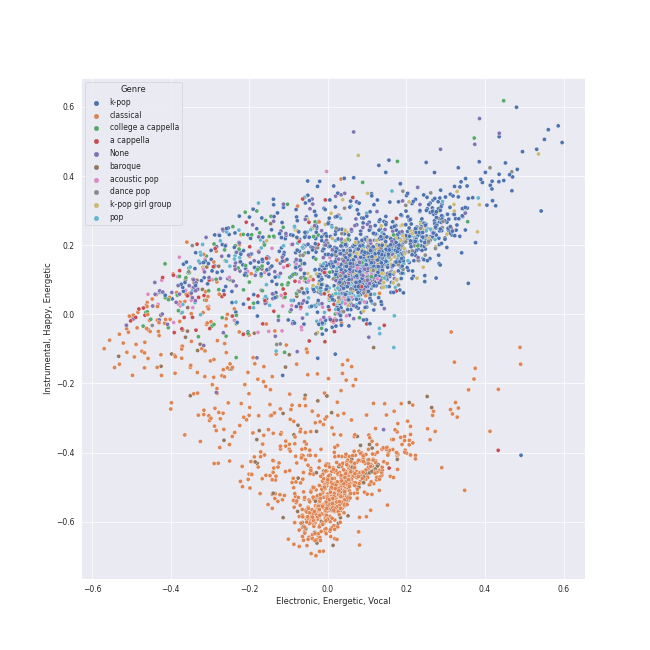 Genre
k-pop
classical
college a cappella
a cappella
None
baroque
acoustic pop
dance pop
k-pop girl group
pop
0.6
0.4
0.2
0.0
−0.2
−0.4
−0.6
Instrumental, Happy, Energetic
−0.6 −0.4 −0.2 0.0 0.2 0.4 0.6
Electronic, Energetic, Vocal